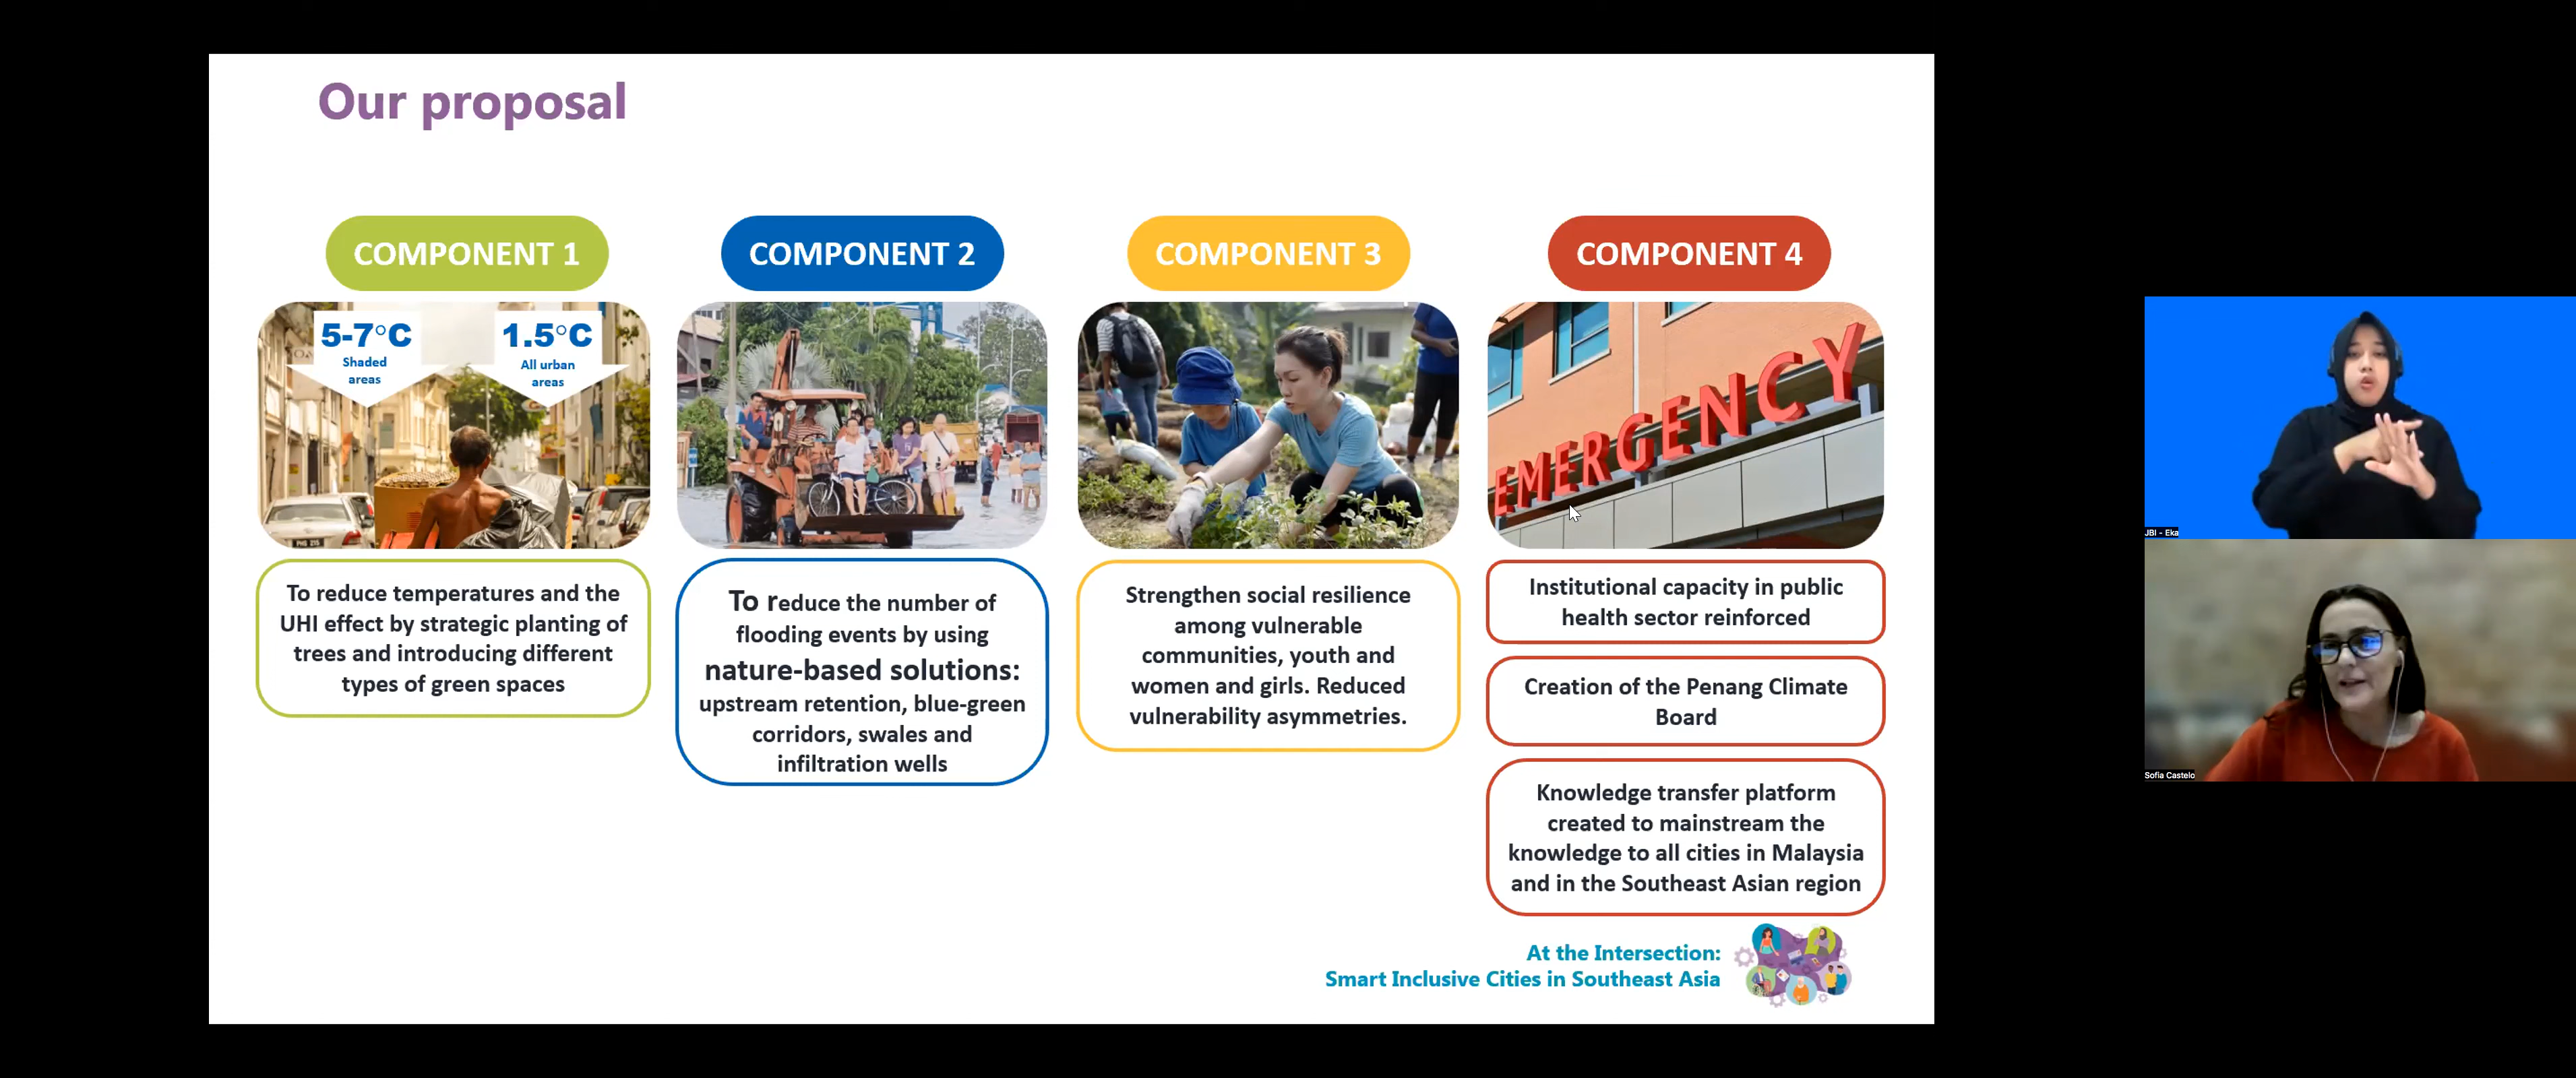 Our proposal
COMPONENT 1
5-7°C
Shaded
areas
1.5°C
All urban
areas
To reduce temperatures and the
UHI effect by strategic planting of
trees and introducing different
types of green spaces
COMPONENT 2
To reduce the number of
flooding events by using
nature-based solutions:
upstream retention, blue-green
corridors, swales and
infiltration wells
COMPONENT 3
Strengthen social resilience
among vulnerable
communities, youth and
women and girls. Reduced
vulnerability asymmetries.
COMPONENT 4
EMERGENCY
Institutional capacity in public
health sector reinforced
Creation of the Penang Climate
Board
Knowledge transfer platform
created to mainstream the
knowledge to all cities in Malaysia
and in the Southeast Asian region
At the Intersection:
Smart Inclusive Cities in Southeast Asia
JBI - Eka
Sofia Castelo